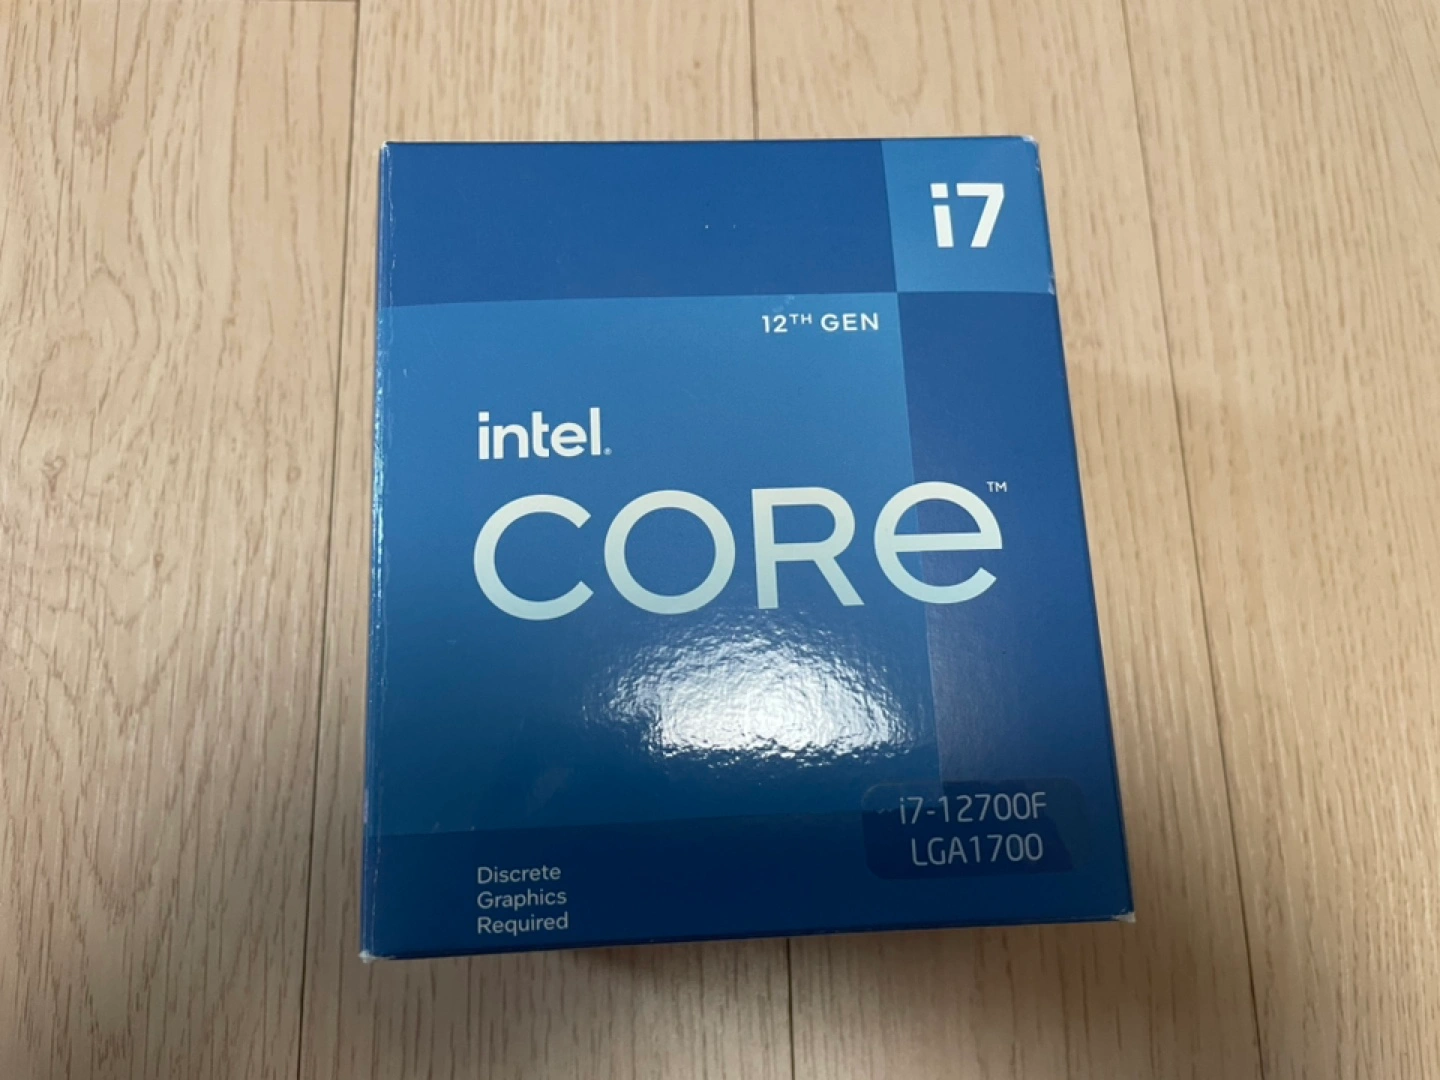 i7
12TH GEN
intel®
CORE™
i7-12700F
LGA1700
Discrete
Graphics
Required